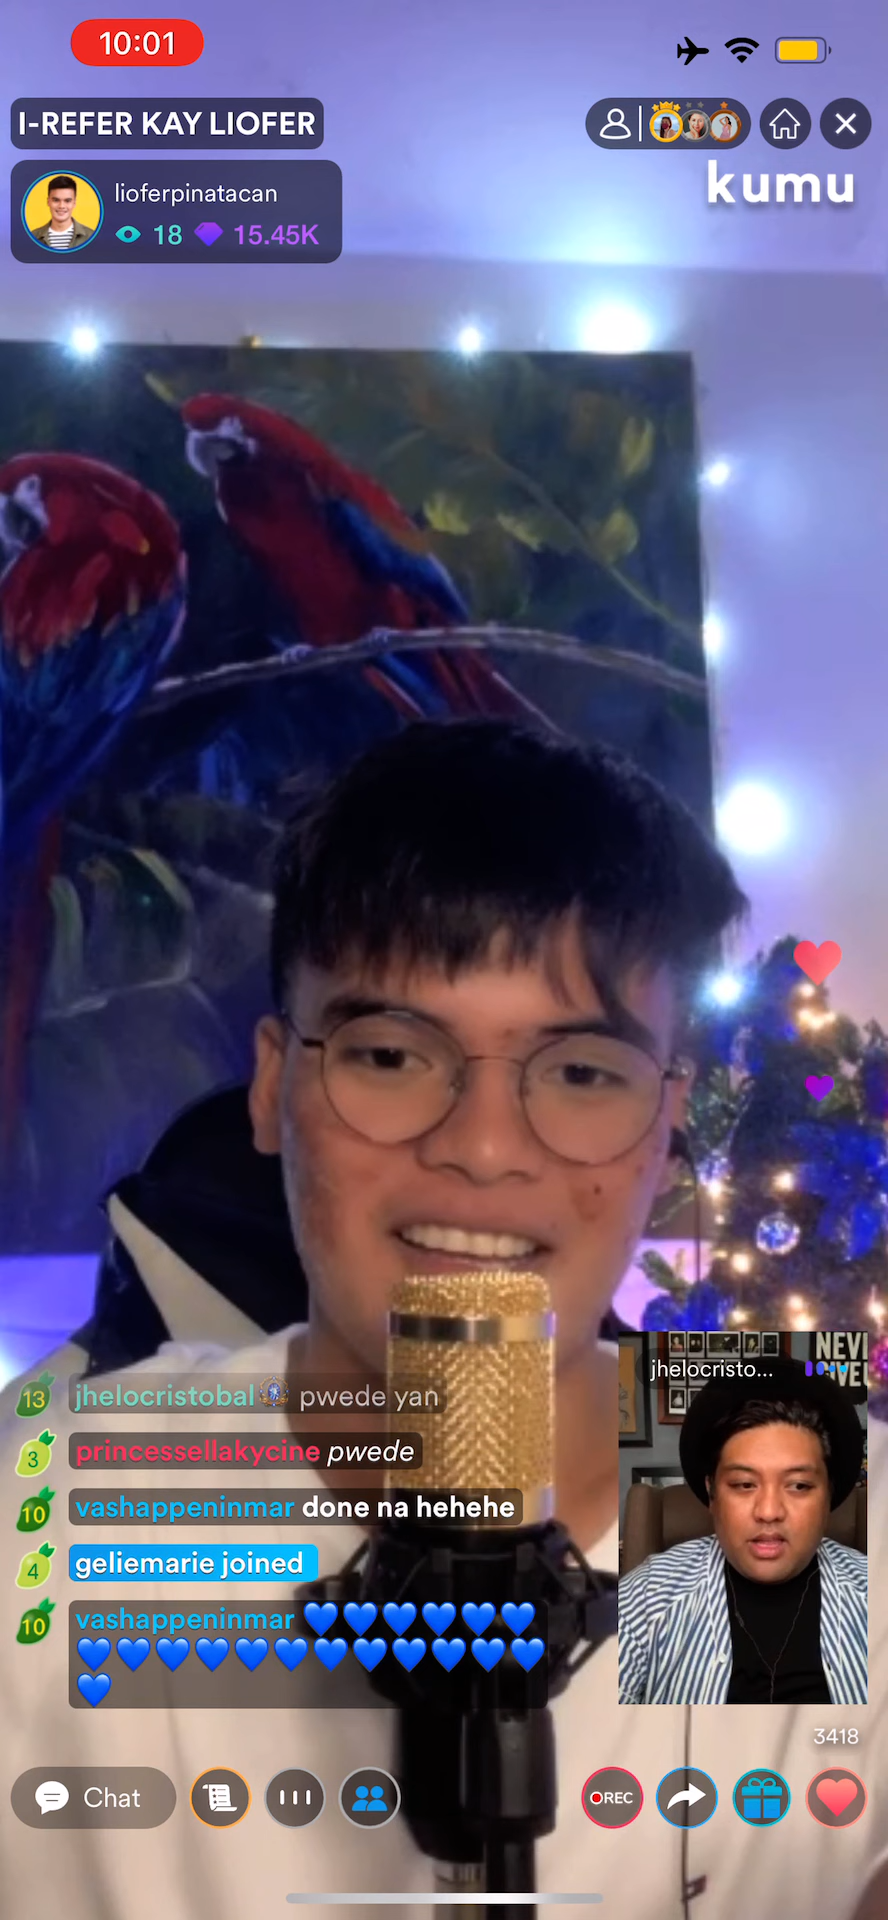 10:01
I-REFER KAY LIOFER
kumu
lioferpinatacan
18 15.45K
jhelocristo...
13 jhelocristobal pwede yan
3 princessellakycine pwede
10 vashappeninmar done na hehehe
4 geliemarie joined
10 vashappeninmar 💙💙💙💙💙💙
💙💙💙💙💙💙💙💙💙💙💙💙
💙
3418
Chat
REC